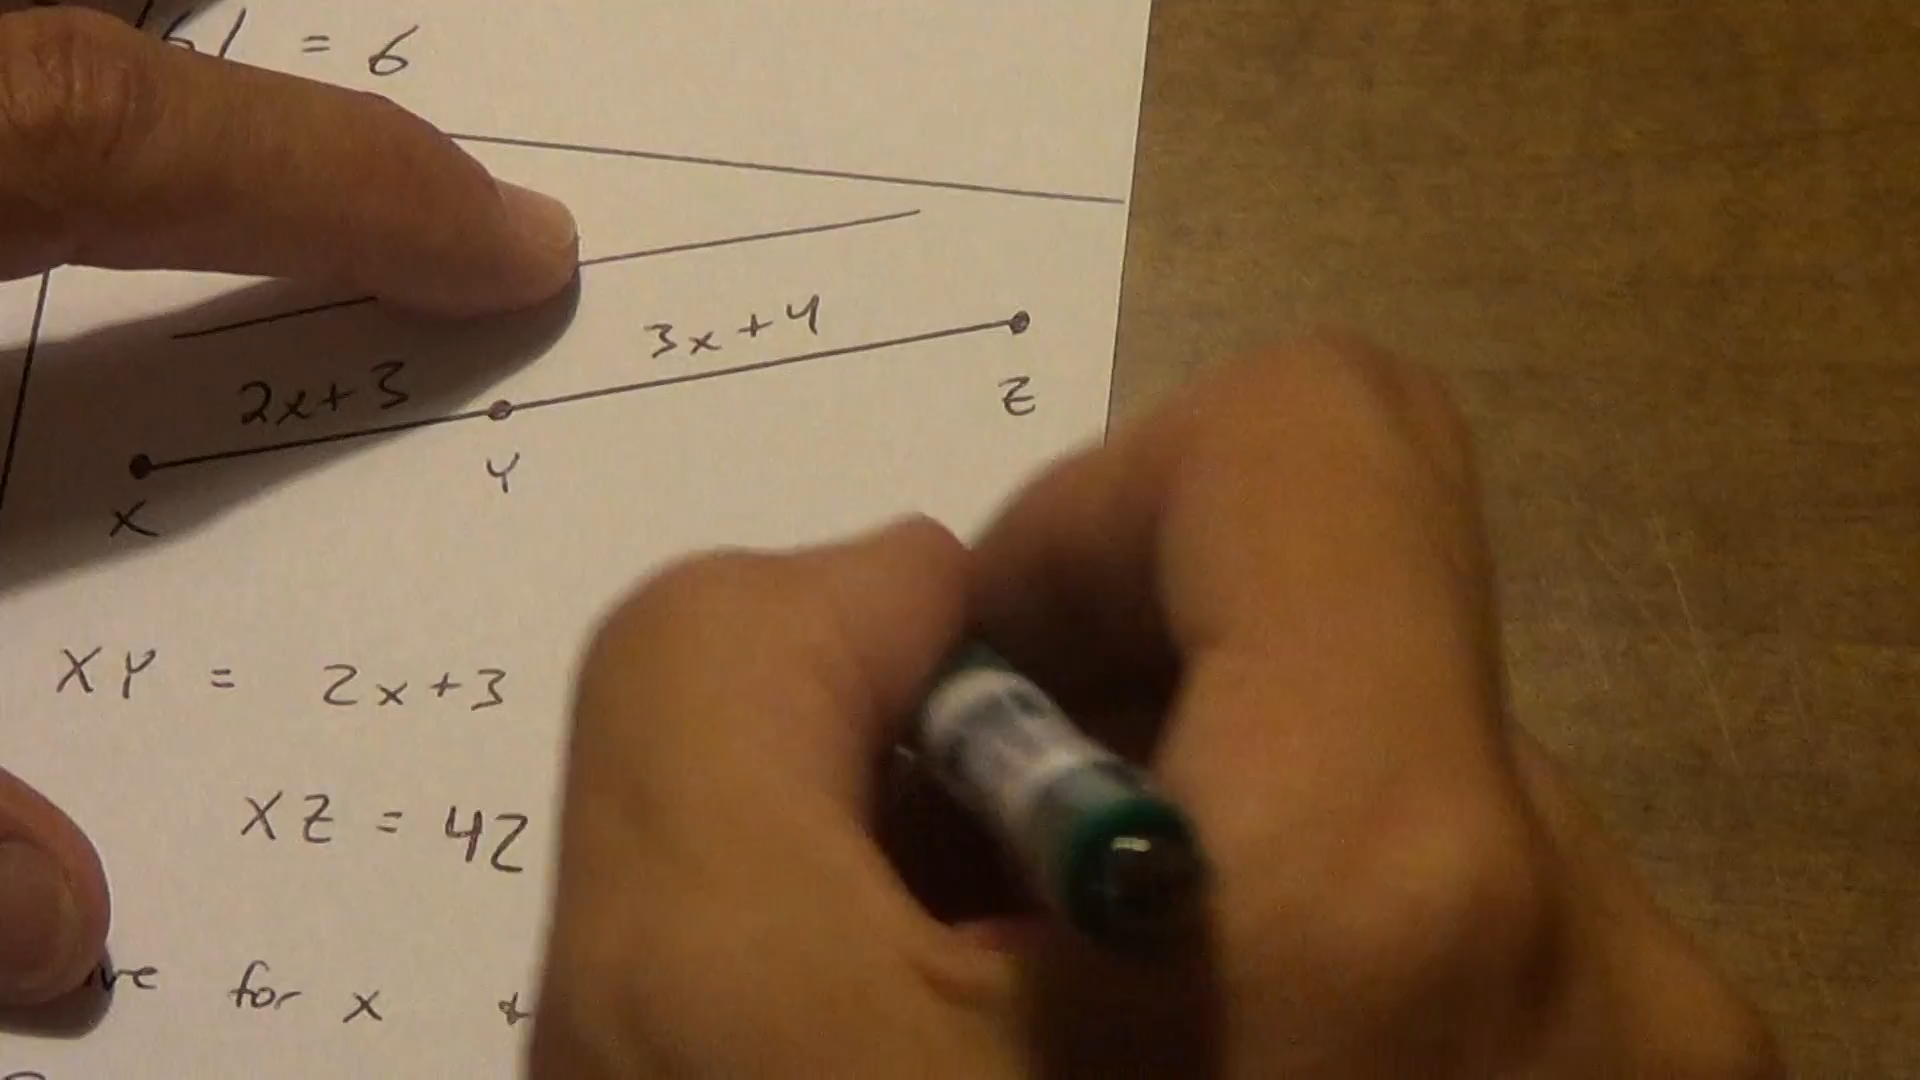 = 6
2x+3
3x+4
X
Y
Z
XY = 2x+3
XZ = 42
for x &